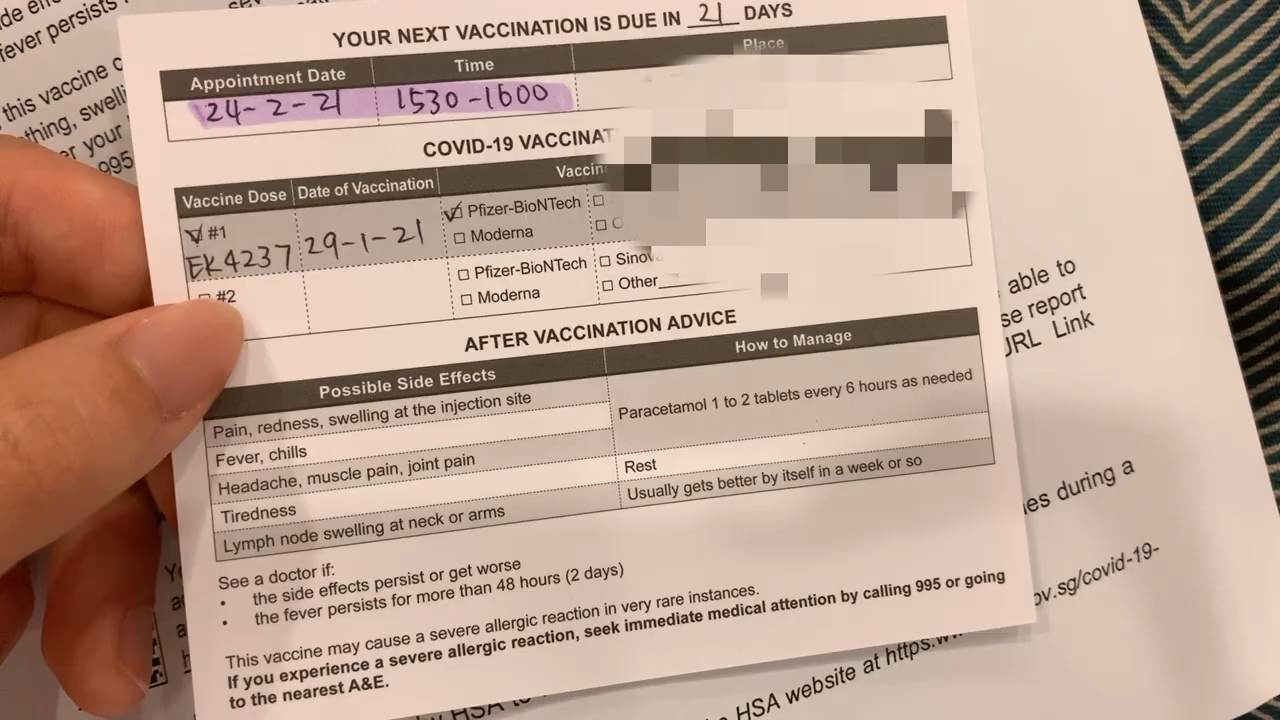 YOUR NEXT VACCINATION IS DUE IN 21 DAYS
Appointment Date Time Place
24-2-21 1530-1600
COVID-19 VACCINAT
Vaccine Dose Date of Vaccination Vaccin
#1 EK4237 29-1-21 Pfizer-BioNTech
Moderna
#2 Pfizer-BioNTech Sinov
Moderna Other
AFTER VACCINATION ADVICE
Possible Side Effects How to Manage
Pain, redness, swelling at the injection site
Paracetamol 1 to 2 tablets every 6 hours as needed
Fever, chills
Headache, muscle pain, joint pain
Tiredness Rest
Lymph node swelling at neck or arms Usually gets better by itself in a week or so
See a doctor if:
• the side effects persist or get worse
• the fever persists for more than 48 hours (2 days)
This vaccine may cause a severe allergic reaction in very rare instances.
If you experience a severe allergic reaction, seek immediate medical attention by calling 995 or going
to the nearest A&E.
fever persists
this vaccine
thing,
er your
995
able to
se report
URL Link
es during a
ov.sg/covid-19-
HSA website at